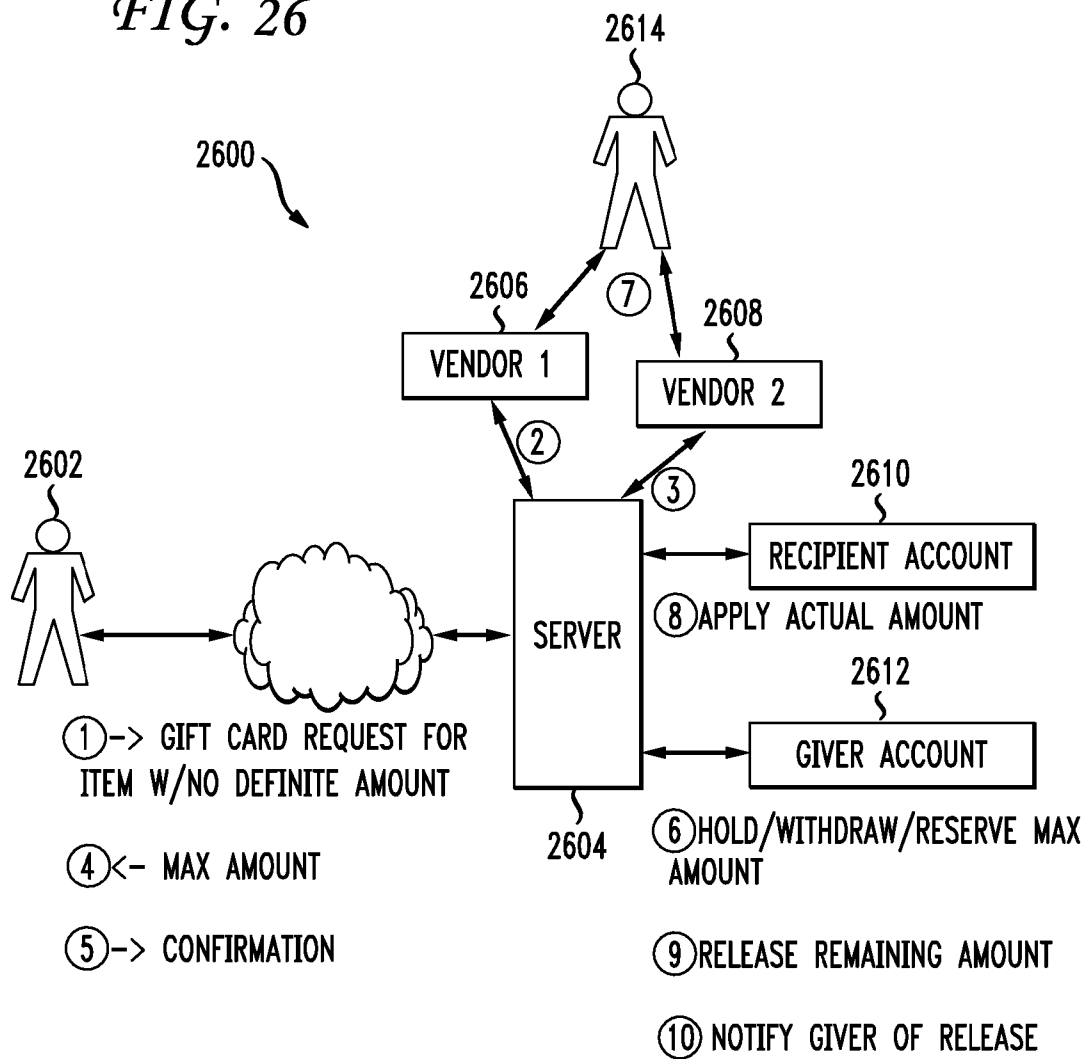 FIG. 26
2614
2600
2606
7
2608
VENDOR 1
VENDOR 2
2
2602
3
2610
RECIPIENT ACCOUNT
SERVER
8 APPLY ACTUAL AMOUNT
2612
1 -> GIFT CARD REQUEST FOR
ITEM W/NO DEFINITE AMOUNT
GIVER ACCOUNT
2604
6 HOLD/WITHDRAW/RESERVE MAX
AMOUNT
4 <- MAX AMOUNT
5 -> CONFIRMATION
9 RELEASE REMAINING AMOUNT
10 NOTIFY GIVER OF RELEASE